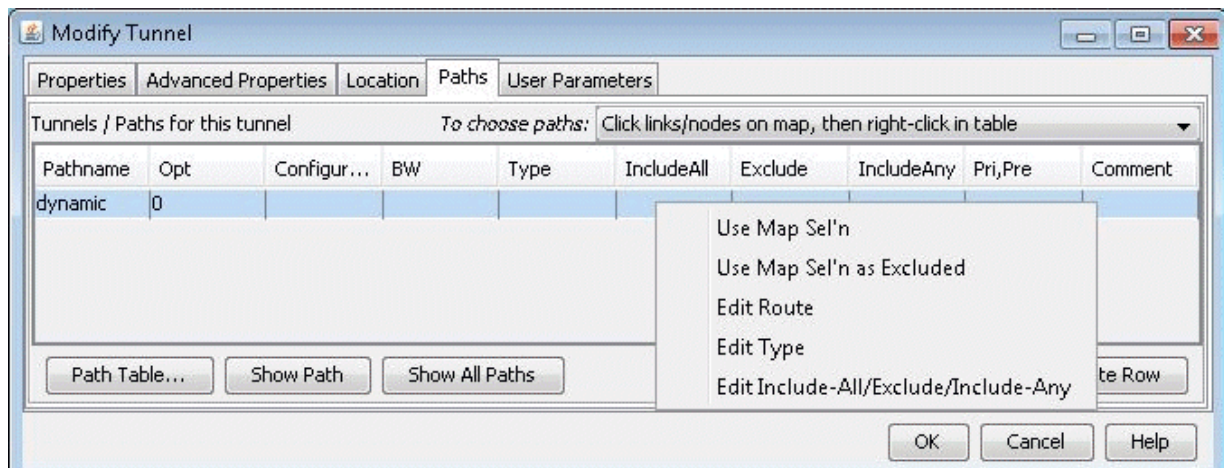 Modify Tunnel
Properties Advanced Properties Location Paths User Parameters
Tunnels / Paths for this tunnel To choose paths: Click links/nodes on map, then right-click in table
Pathname Opt Configur... BW Type IncludeAll Exclude IncludeAny Pri,Pre Comment
dynamic 0
Use Map Sel'n
Use Map Sel'n as Excluded
Edit Route
Edit Type
Edit Include-All/Exclude/Include-Any
Path Table... Show Path Show All Paths te Row
OK Cancel Help